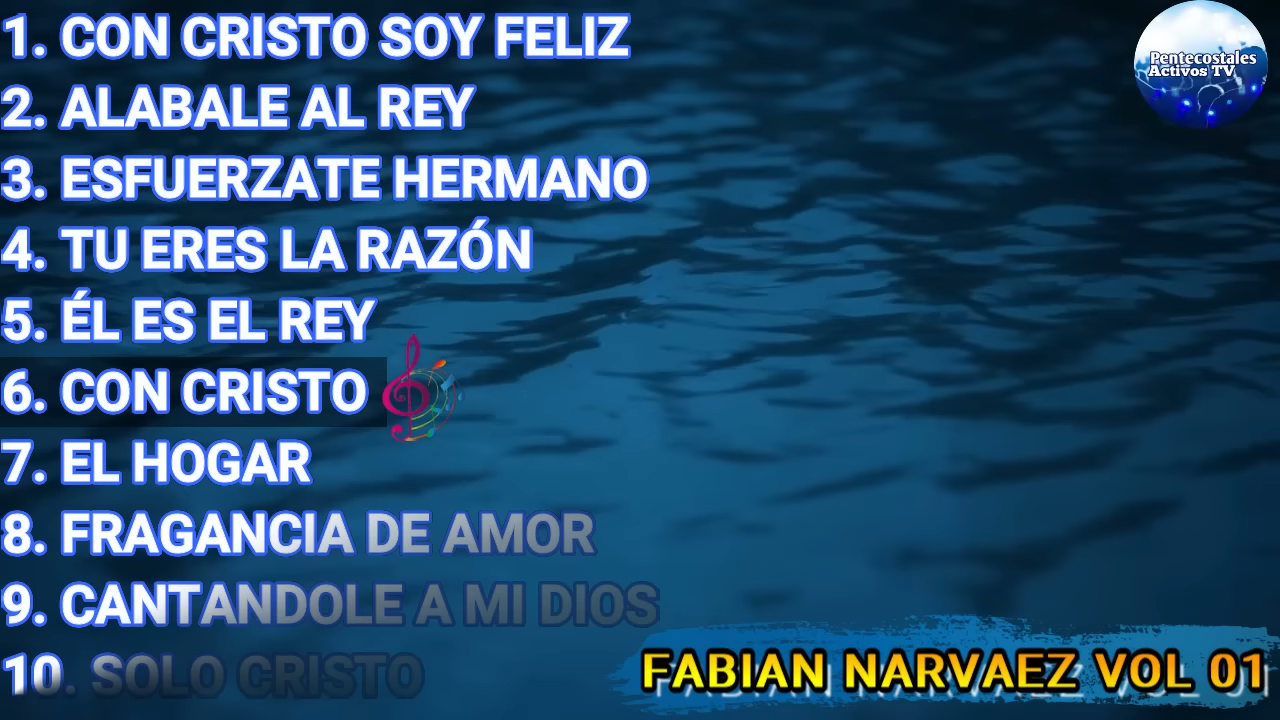 1. CON CRISTO SOY FELIZ
2. ALABALE AL REY
3. ESFUERZATE HERMANO
4. TU ERES LA RAZÓN
5. ÉL ES EL REY
6. CON CRISTO
7. EL HOGAR
8. FRAGANCIA DE AMOR
9. CANTANDOLE A MI DIOS
10. SOLO CRISTO
Pentecostales
Activos TV
FABIAN NARVAEZ VOL 01